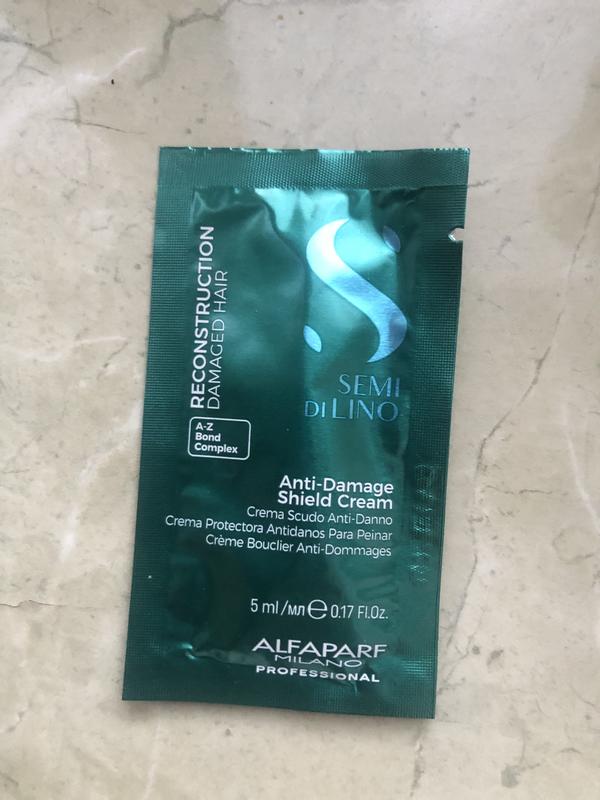 RECONSTRUCTION
DAMAGED HAIR
A-Z
Bond
Complex
SEMI
DI LINO
Anti-Damage
Shield Cream
Crema Scudo Anti-Danno
Crema Protectora Antidanos Para Peinar
Crème Bouclier Anti-Dommages
5 ml/мл ℮ 0.17 Fl.Oz.
ALFAPARF
MILANO
PROFESSIONAL